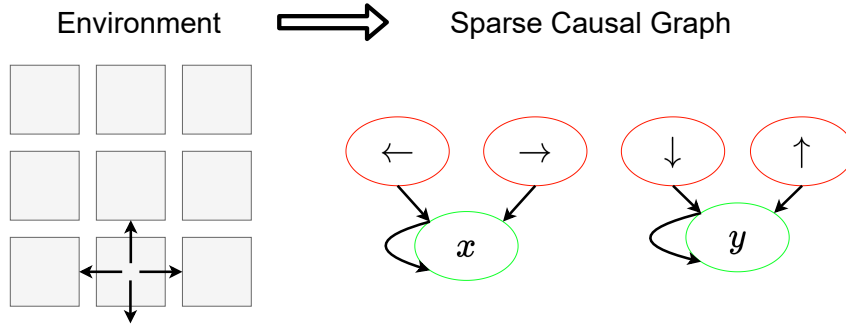 Environment
Sparse Causal Graph
← → ↓ ↑
x y